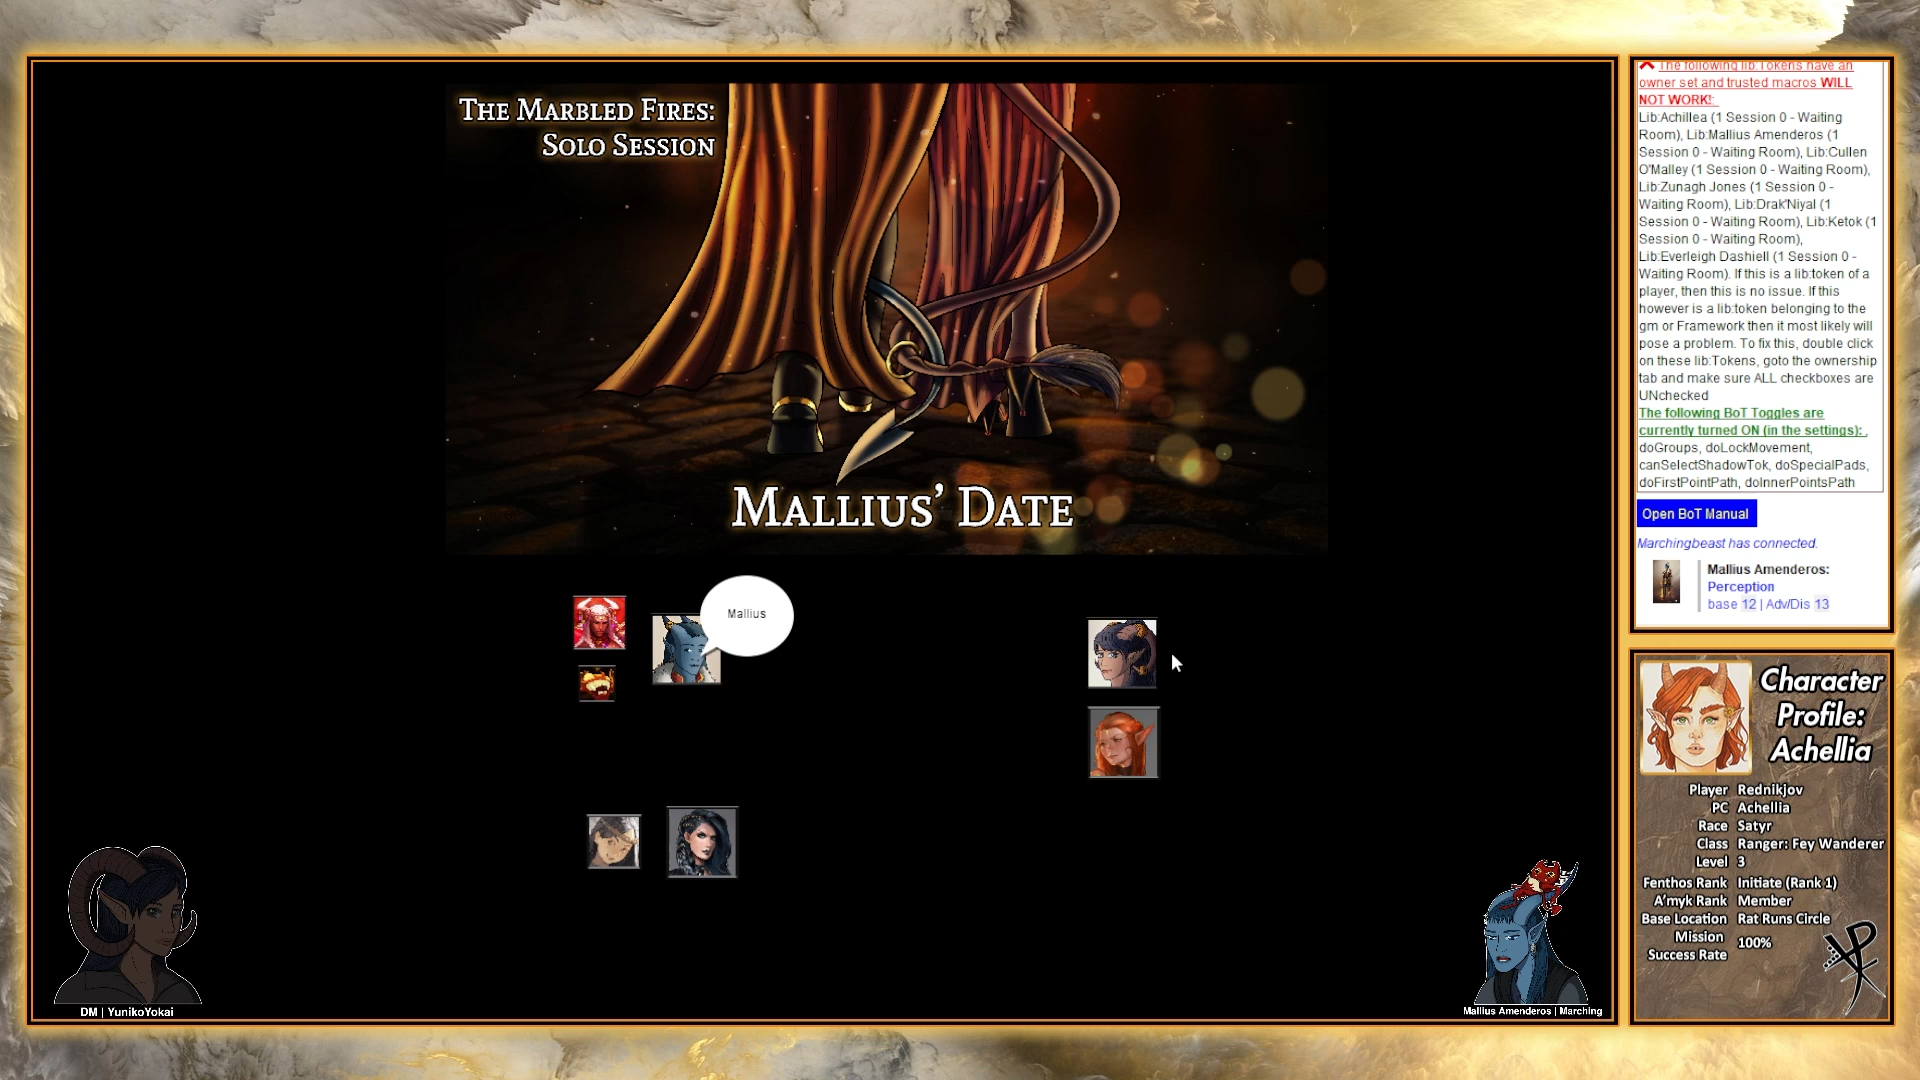 The Marbled Fires:
Solo Session
Mallius' Date
Mallius
DM | YunikoYokai
Mallius Amenderos | Marching
The following lib:Tokens have an
owner set and trusted macros WILL
NOT WORK!:
Lib:Achillea (1 Session 0 - Waiting
Room), Lib:Mallius Amenderos (1
Session 0 - Waiting Room), Lib:Cullen
O'Malley (1 Session 0 - Waiting Room),
Lib:Zunagh Jones (1 Session 0 -
Waiting Room), Lib:Drak'Niyal (1
Session 0 - Waiting Room), Lib:Ketok (1
Session 0 - Waiting Room),
Lib:Everleigh Dashiell (1 Session 0 -
Waiting Room). If this is a lib:token of a
player, then this is no issue. If this
however is a lib:token belonging to the
gm or Framework then it most likely will
pose a problem. To fix this, double click
on these lib:Tokens, goto the ownership
tab and make sure ALL checkboxes are
UNchecked
The following BoT Toggles are
currently turned ON (in the settings): ,
doGroups, doLockMovement,
canSelectShadowTok, doSpecialPads,
doFirstPointPath, doInnerPointsPath
Open BoT Manual
Marchingbeast has connected.
Mallius Amenderos:
Perception
base 12 | Adv/Dis 13
Character
Profile:
Achellia
Player Rednikjov
PC Achellia
Race Satyr
Class Ranger: Fey Wanderer
Level 3
Fenthos Rank Initiate (Rank 1)
A'myk Rank Member
Base Location Rat Runs Circle
Mission
Success Rate 100%